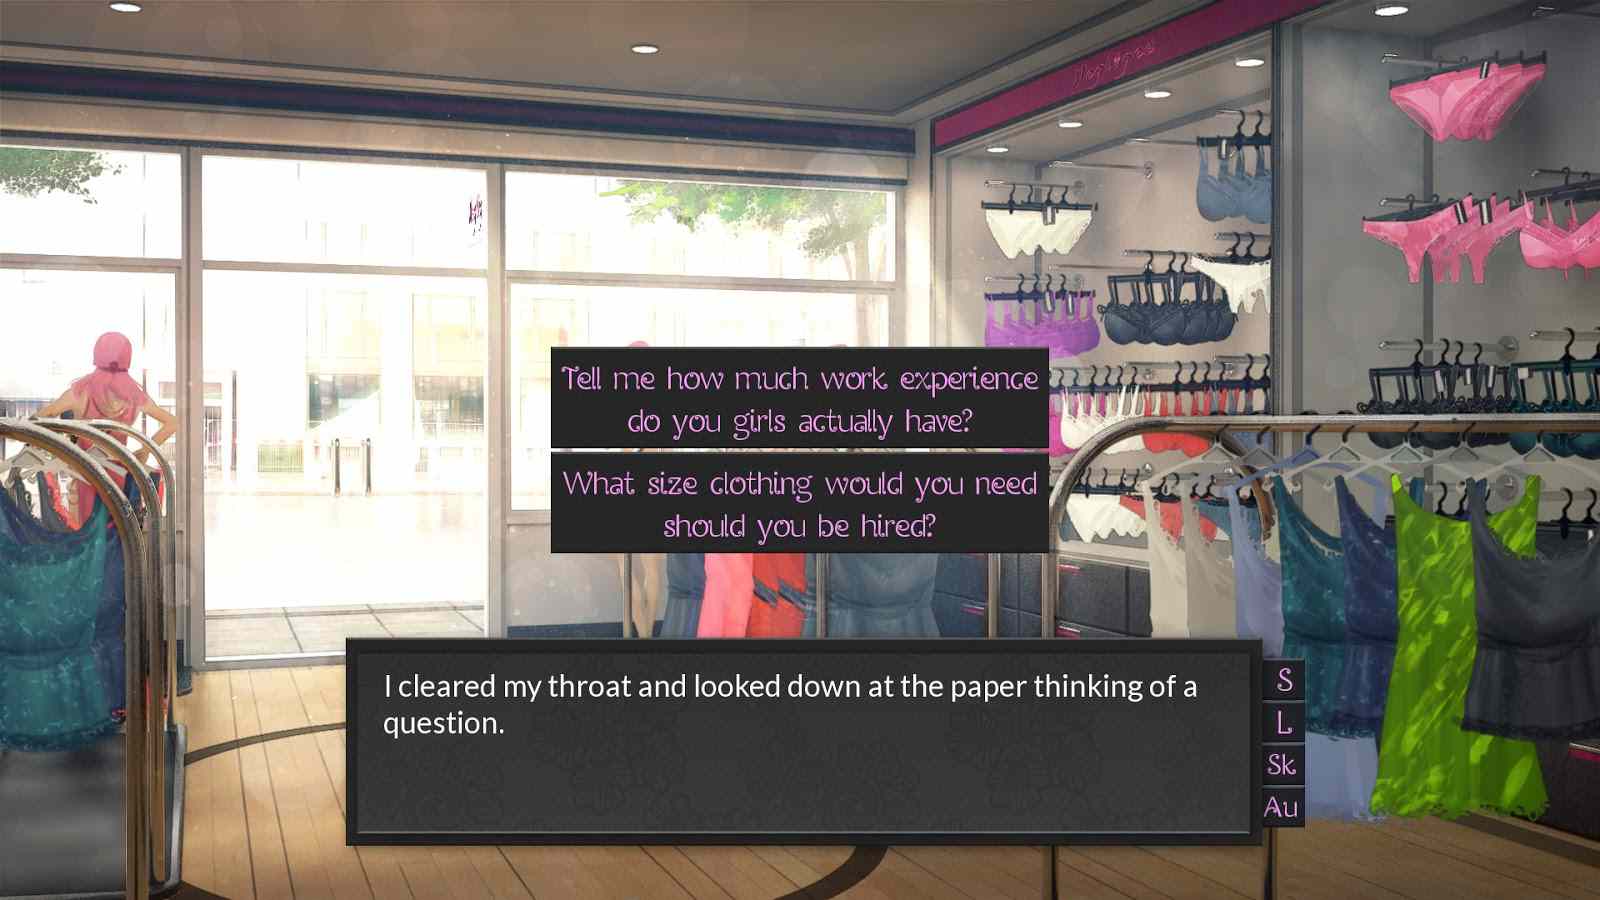 Negligee
Tell me how much work experience
do you girls actually have?
What size clothing would you need
should you be hired?
I cleared my throat and looked down at the paper thinking of a
question.
S
L
Sk
Au